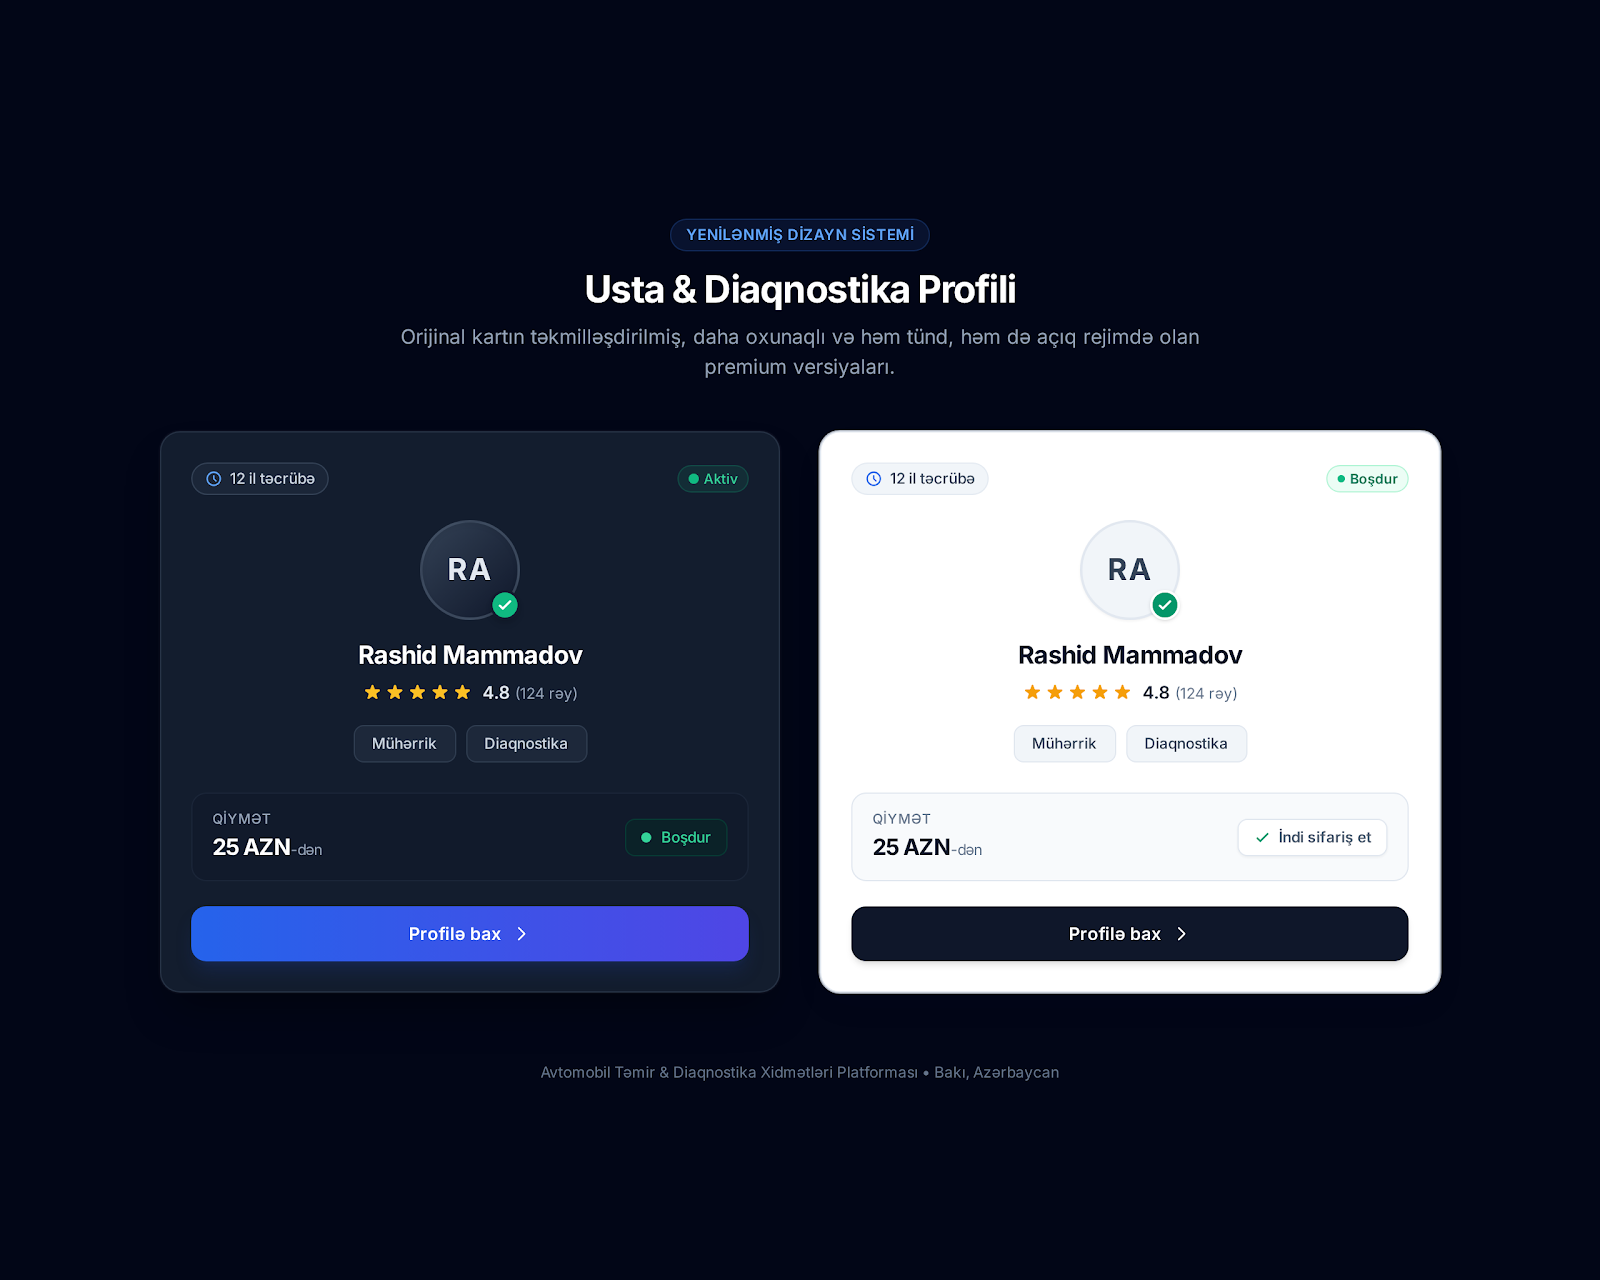 YENİLƏNMİŞ DİZAYN SİSTEMİ
Usta & Diaqnostika Profili
Orijinal kartın təkmilləşdirilmiş, daha oxunaqlı və həm tünd, həm də açıq rejimdə olan
premium versiyaları.
12 il təcrübə
Aktiv
RA
Rashid Mammadov
4.8 (124 rəy)
Mühərrik
Diaqnostika
QİYMƏT
25 AZN-dən
Boşdur
Profilə bax
12 il təcrübə
Boşdur
RA
Rashid Mammadov
4.8 (124 rəy)
Mühərrik
Diaqnostika
QİYMƏT
25 AZN-dən
İndi sifariş et
Profilə bax
Avtomobil Təmir & Diaqnostika Xidmətləri Platforması • Bakı, Azərbaycan